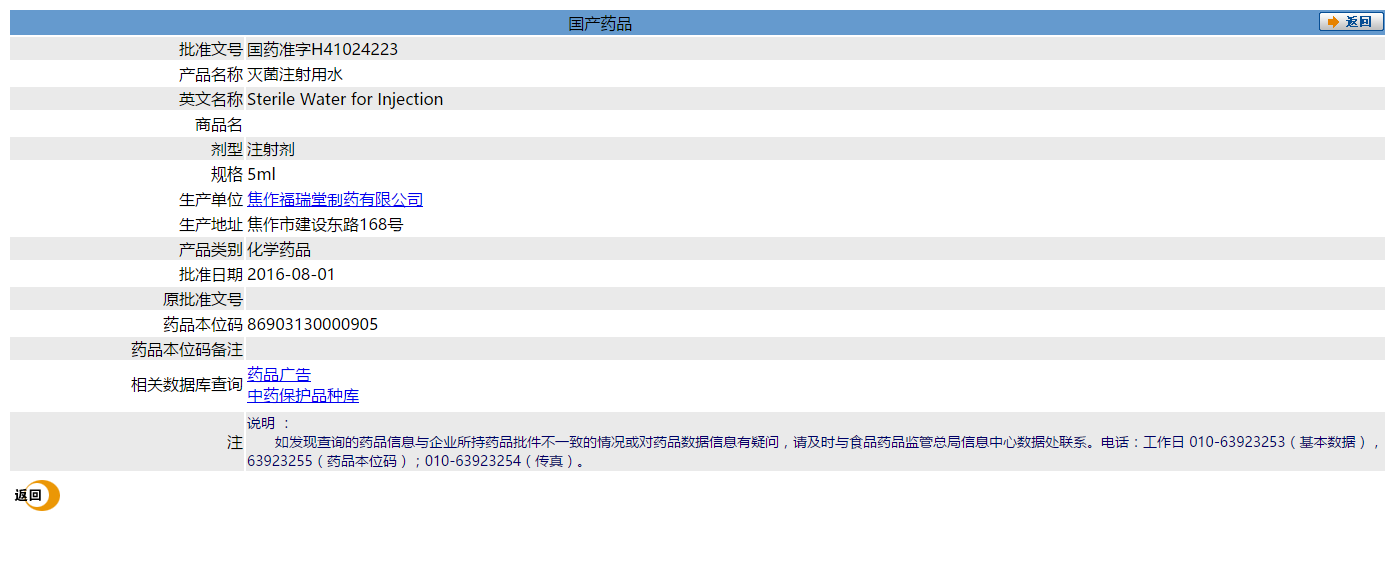 国产药品
返回
批准文号 国药准字H41024223
产品名称 灭菌注射用水
英文名称 Sterile Water for Injection
商品名
剂型 注射剂
规格 5ml
生产单位 焦作福瑞堂制药有限公司
生产地址 焦作市建设东路168号
产品类别 化学药品
批准日期 2016-08-01
原批准文号
药品本位码 86903130000905
药品本位码备注
相关数据库查询 药品广告
中药保护品种库
注 说明 :
如发现查询的药品信息与企业所持药品批件不一致的情况或对药品数据信息有疑问，请及时与食品药品监管总局信息中心数据处联系。电话：工作日 010-63923253（基本数据），
63923255（药品本位码）；010-63923254（传真）。
返回